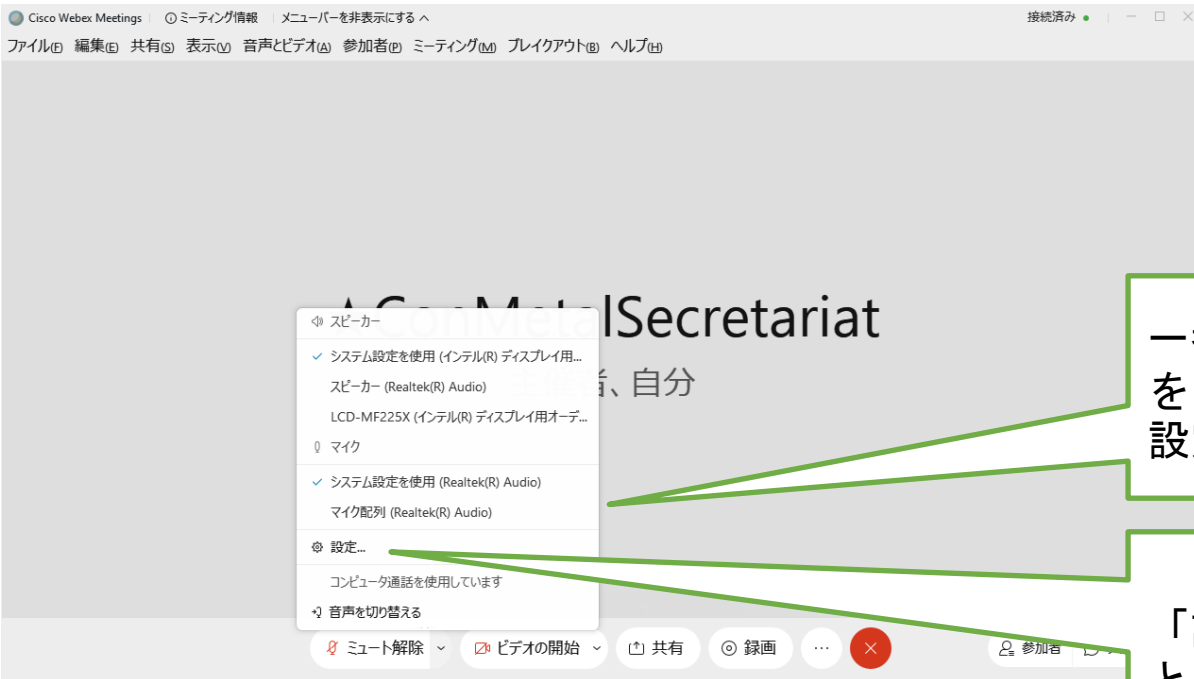 Cisco Webex Meetings ミーティング情報 メニューバーを非表示にする 接続済み
ファイル(F) 編集(E) 共有(S) 表示(V) 音声とビデオ(A) 参加者(P) ミーティング(M) ブレイクアウト(B) ヘルプ(H)
Secretariat
スピーカー
システム設定を使用 (インテル(R) ディスプレイ用...
スピーカー (Realtek(R) Audio)
、自分
LCD-MF225X (インテル(R) ディスプレイ用オーデ...
マイク
システム設定を使用 (Realtek(R) Audio)
マイク配列 (Realtek(R) Audio)
設定...
コンピュータ通話を使用しています
音声を切り替える
一
を
設
「
と
ミュート解除 ビデオの開始 共有 録画 ... 参加者